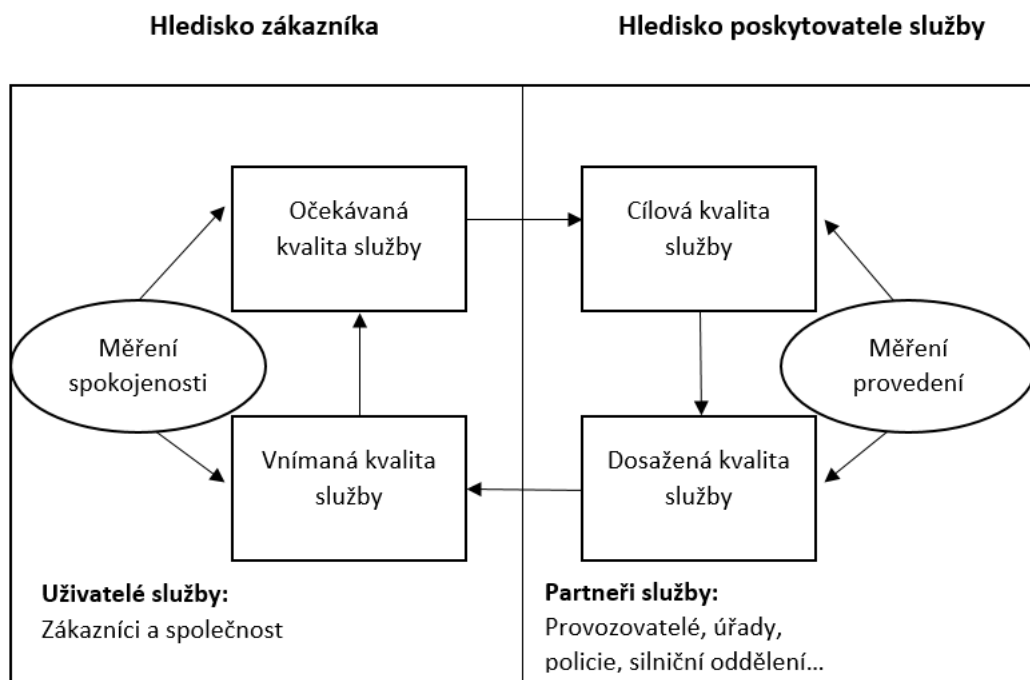 Hledisko zákazníka
Hledisko poskytovatele služby
Očekávaná
kvalita služby
Cílová kvalita
služby
Měření
spokojenosti
Měření
provedení
Vnímaná kvalita
služby
Dosažená kvalita
služby
Uživatelé služby:
Zákazníci a společnost
Partneři služby:
Provozovatelé, úřady,
policie, silniční oddělení...